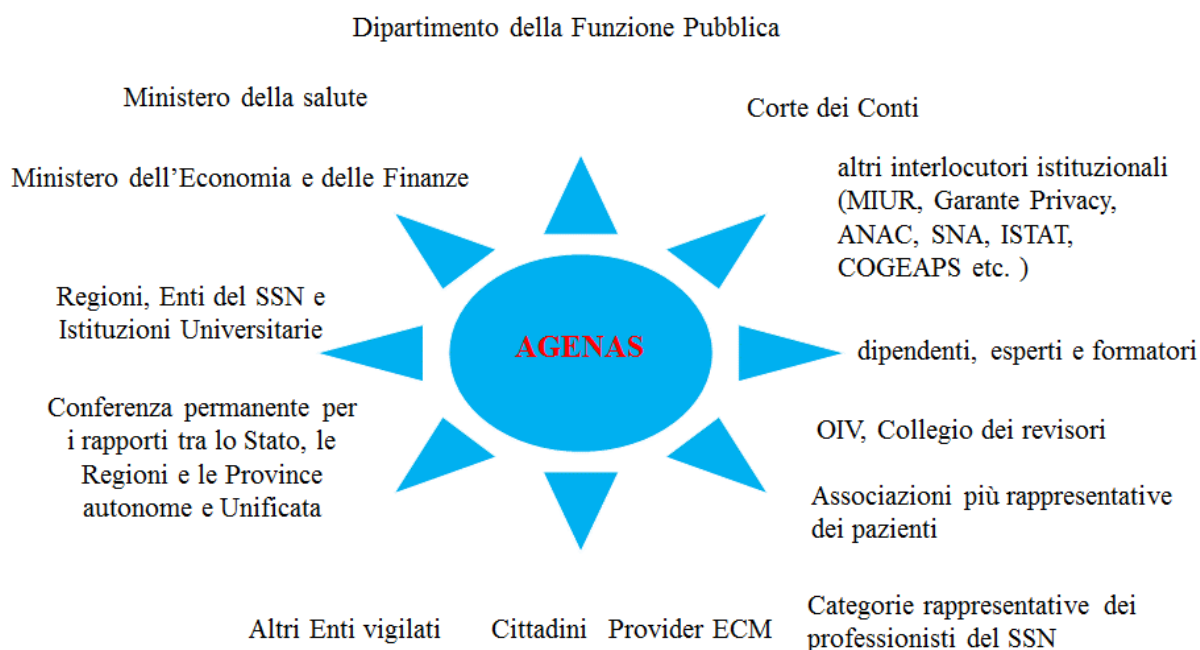 Dipartimento della Funzione Pubblica
Ministero della salute
Corte dei Conti
Ministero dell’Economia e delle Finanze
altri interlocutori istituzionali
(MIUR, Garante Privacy,
ANAC, SNA, ISTAT,
COGEAPS etc. )
Regioni, Enti del SSN e
Istituzioni Universitarie
AGENAS
dipendenti, esperti e formatori
Conferenza permanente per
i rapporti tra lo Stato, le
Regioni e le Province
autonome e Unificata
OIV, Collegio dei revisori
Associazioni più rappresentative
dei pazienti
Altri Enti vigilati
Cittadini
Provider ECM
Categorie rappresentative dei
professionisti del SSN